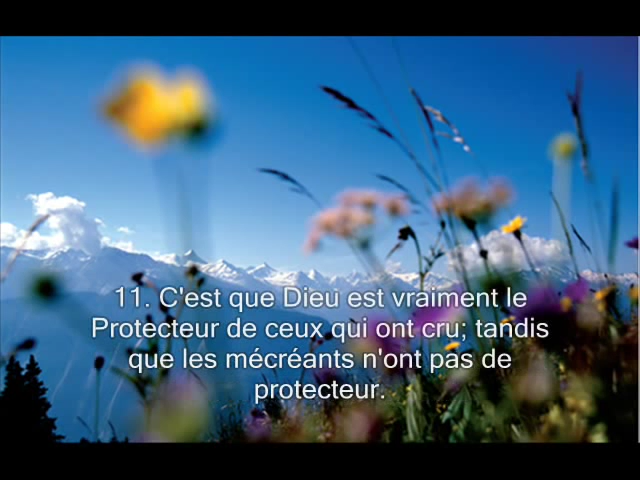 11. C'est que Dieu est vraiment le
Protecteur de ceux qui ont cru; tandis
que les mécréants n'ont pas de
protecteur.